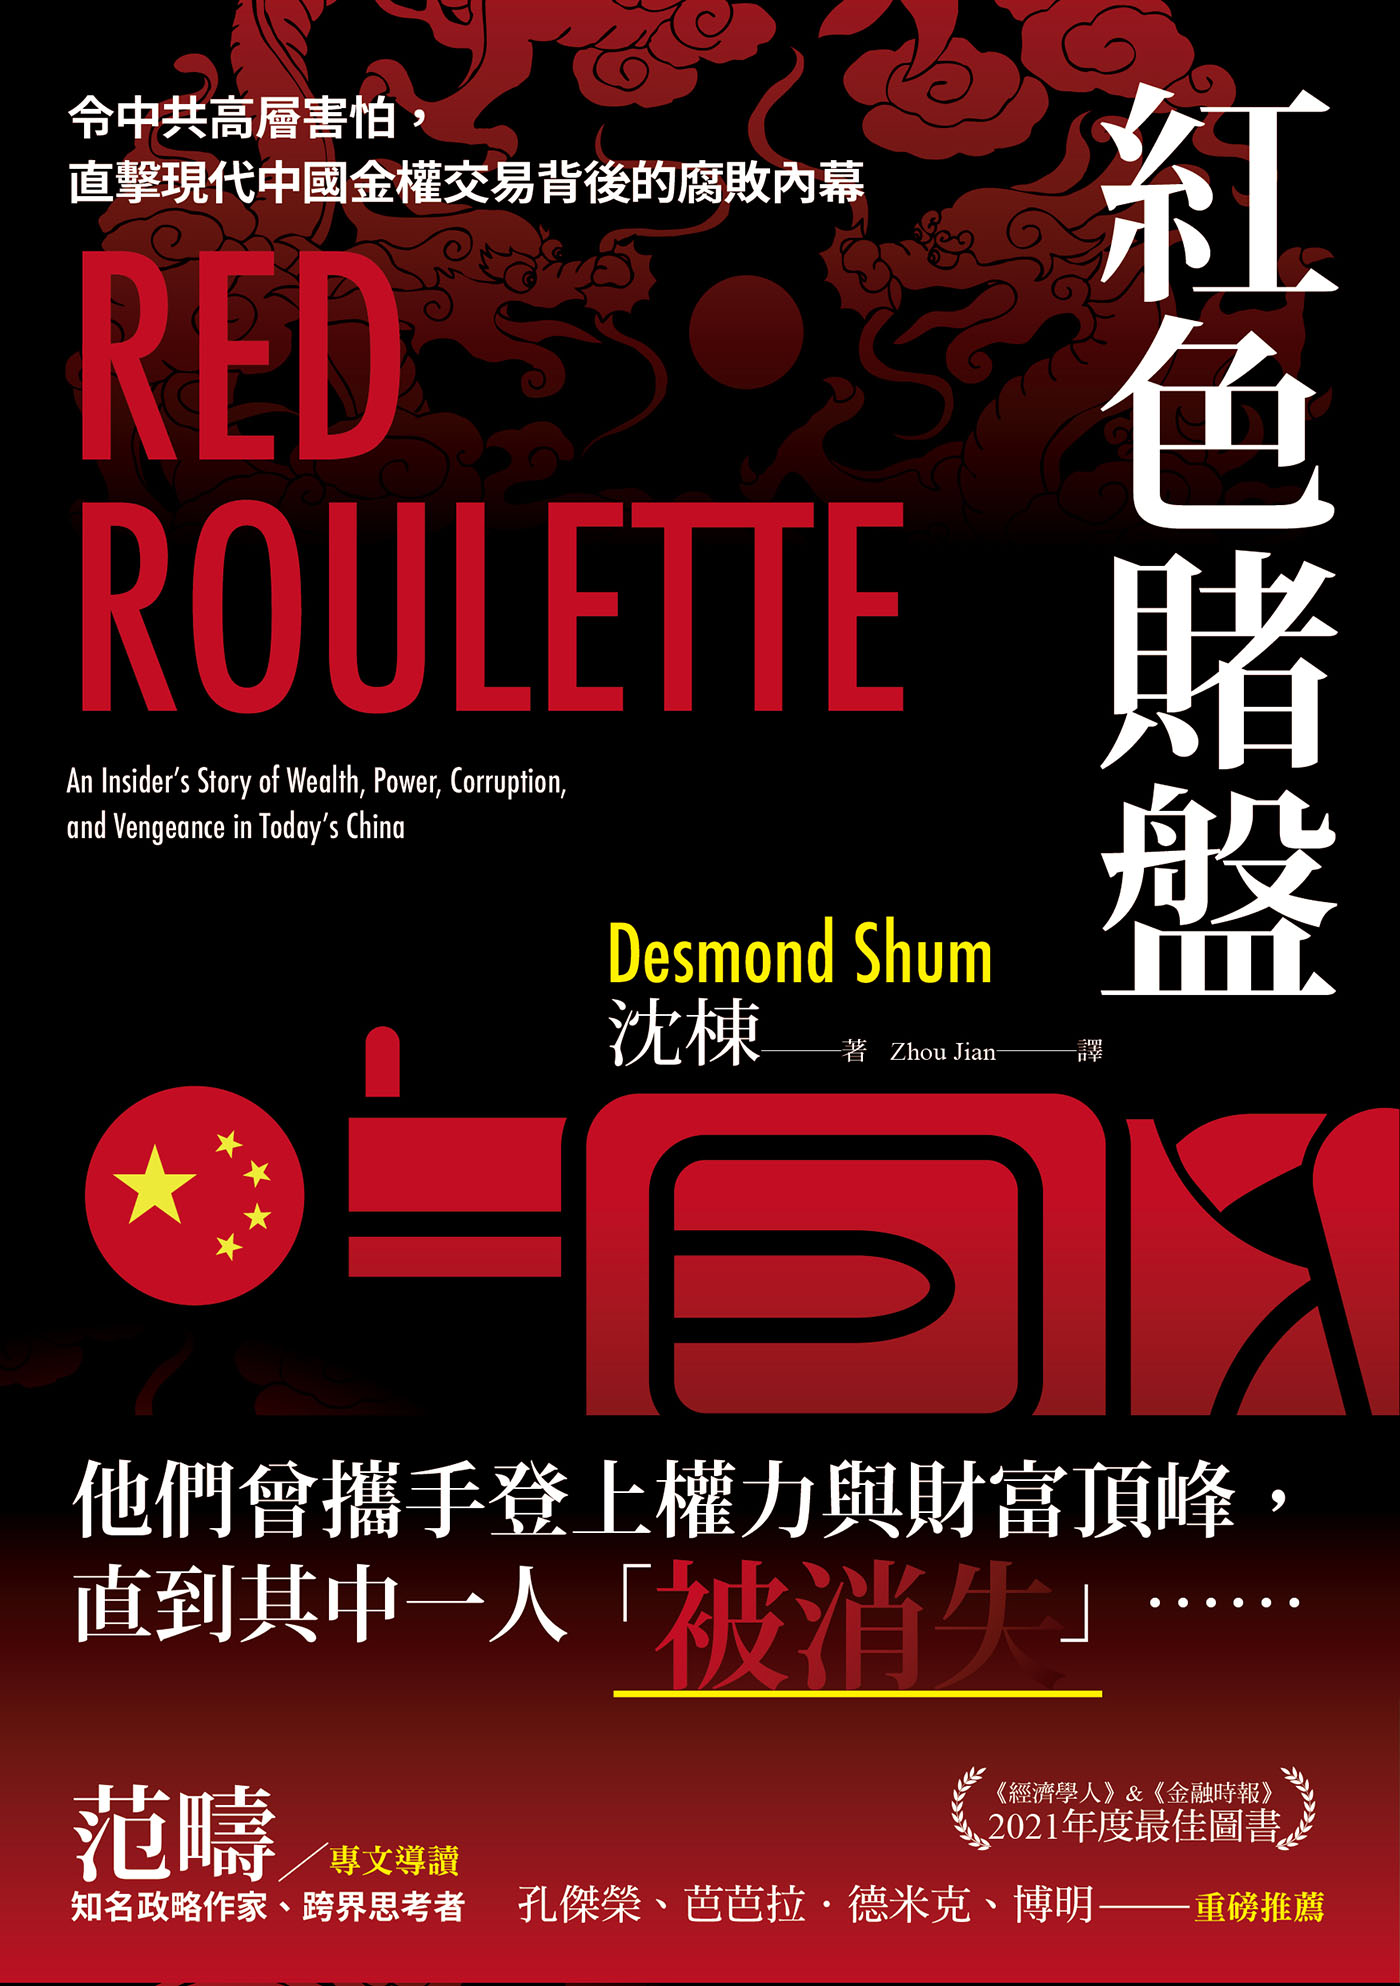 令中共高層害怕，
直擊現代中國金權交易背後的腐敗內幕
紅色賭盤
RED
ROULETTE
An Insider's Story of Wealth, Power, Corruption,
and Vengeance in Today's China
Desmond Shum
沈棟——著 Zhou Jian——譯
他們曾攜手登上權力與財富頂峰，
直到其中一人「被消失」……
范疇／專文導讀
知名政略作家、跨界思考者
《經濟學人》&《金融時報》
2021年度最佳圖書
孔傑榮、芭芭拉．德米克、博明——重磅推薦